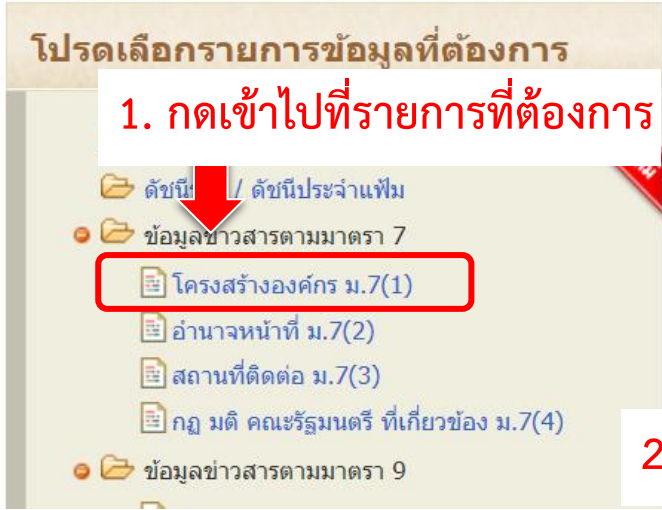 โปรดเลือกรายการข้อมูลที่ต้องการ
1. กดเข้าไปที่รายการที่ต้องการ
/ ดัชนีประจำแฟ้ม
ข้อมูลข่าวสารตามมาตรา 7
โครงสร้างองค์กร ม.7(1)
อำนาจหน้าที่ ม.7(2)
สถานที่ติดต่อ ม.7(3)
กฏ มติ คณะรัฐมนตรี ที่เกี่ยวข้อง ม.7(4)
2
ข้อมูลข่าวสารตามมาตรา 9